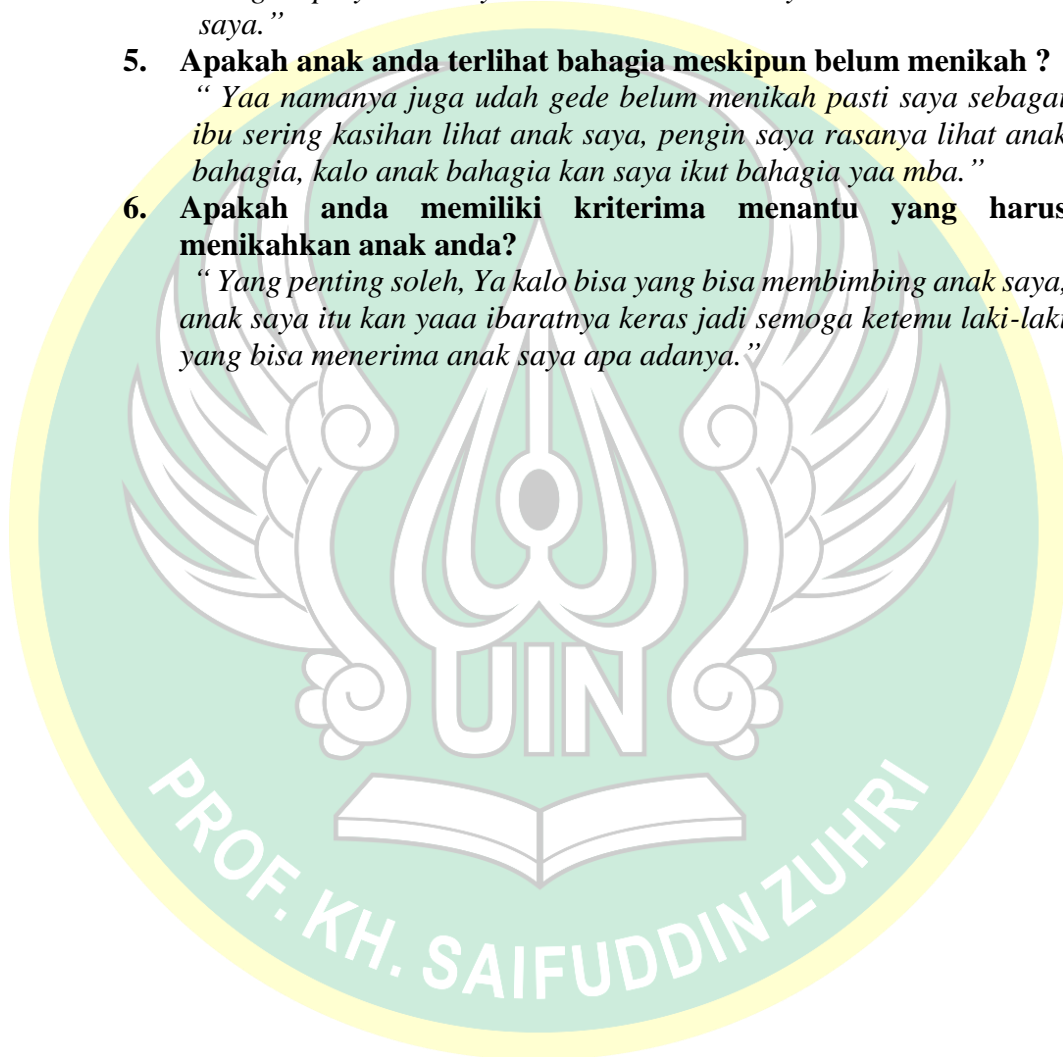 saya.”
5. Apakah anak anda terlihat bahagia meskipun belum menikah ?
“ Yaa namanya juga udah gede belum menikah pasti saya sebagai
ibu sering kasihan lihat anak saya, pengin saya rasanya lihat anak
bahagia, kalo anak bahagia kan saya ikut bahagia yaa mba.”
6. Apakah anda memiliki kriterima menantu yang harus
menikahkan anak anda?
“ Yang penting soleh, Ya kalo bisa yang bisa membimbing anak saya,
anak saya itu kan yaaa ibaratnya keras jadi semoga ketemu laki-laki
yang bisa menerima anak saya apa adanya.”
UIN
PROF. KH. SAIFUDDIN ZUHRI